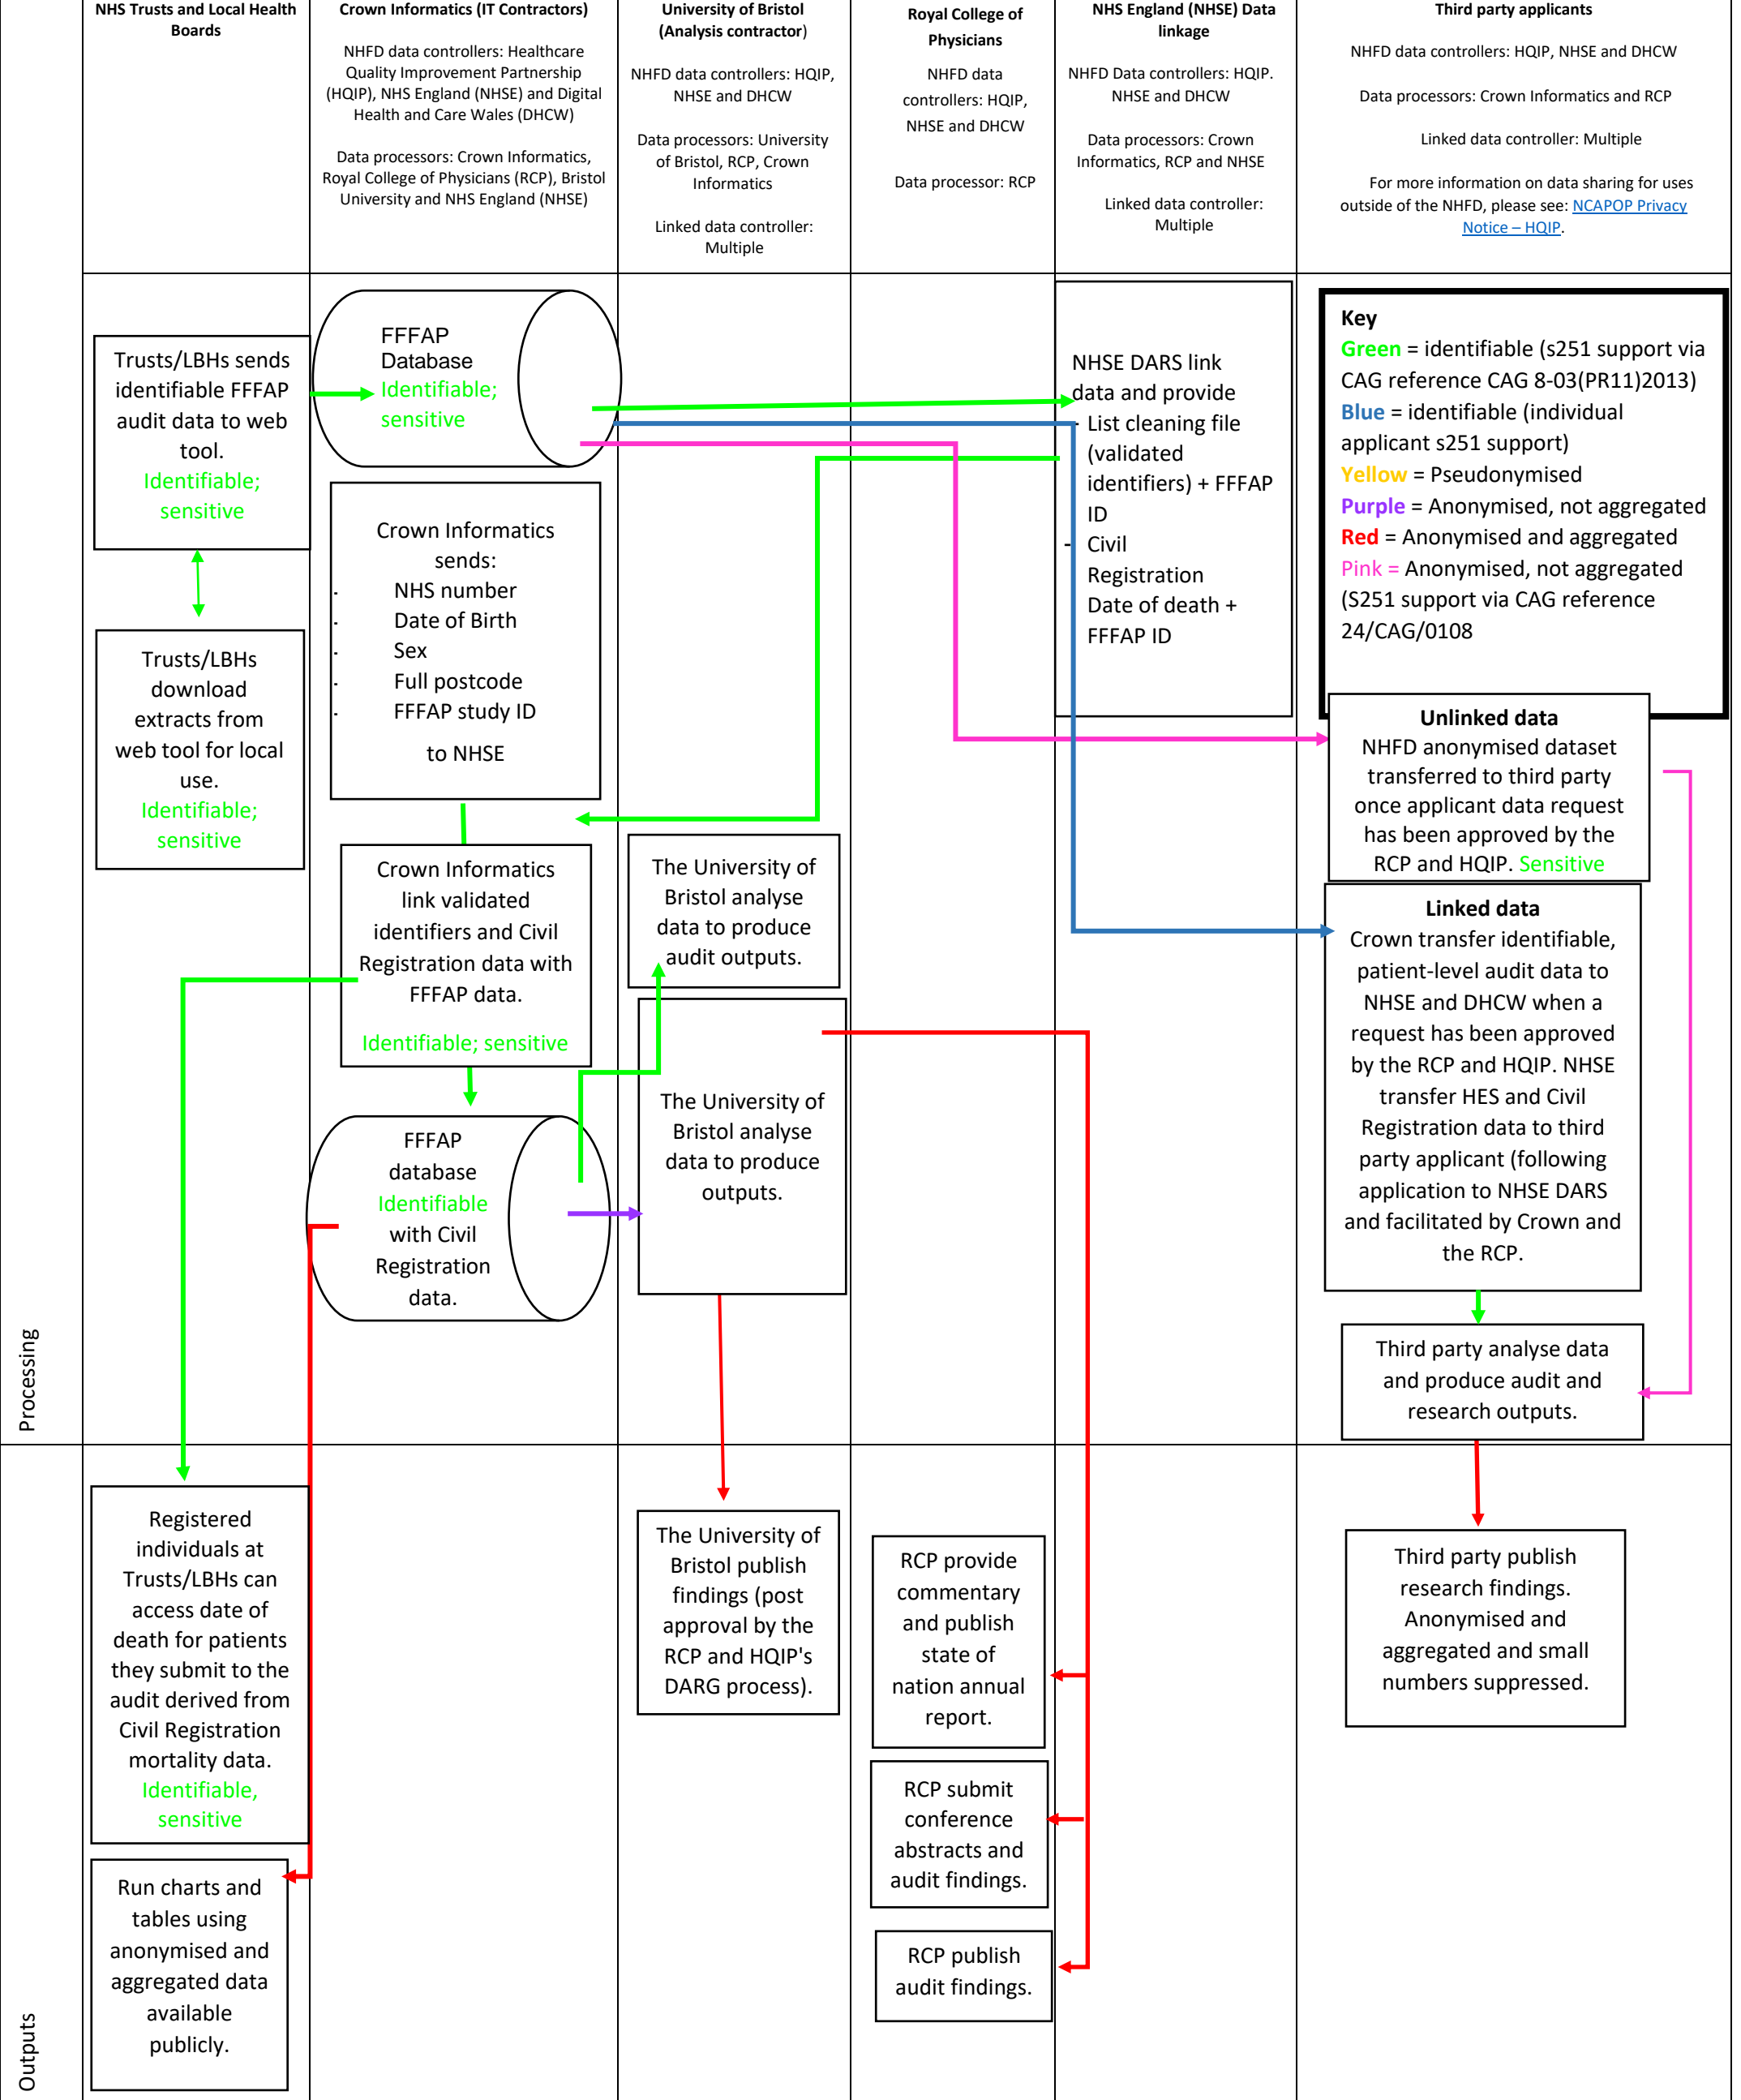 NHS Trusts and Local Health
Boards
Crown Informatics (IT Contractors)
NHFD data controllers: Healthcare
Quality Improvement Partnership
(HQIP), NHS England (NHSE) and Digital
Health and Care Wales (DHCW)
Data processors: Crown Informatics,
Royal College of Physicians (RCP), Bristol
University and NHS England (NHSE)
University of Bristol
(Analysis contractor)
NHFD data controllers: HQIP,
NHSE and DHCW
Data processors: University
of Bristol, RCP, Crown
Informatics
Linked data controller:
Multiple
Royal College of
Physicians
NHFD data
controllers: HQIP,
NHSE and DHCW
Data processor: RCP
NHS England (NHSE) Data
linkage
NHFD Data controllers: HQIP.
NHSE and DHCW
Data processors: Crown
Informatics, RCP and NHSE
Linked data controller:
Multiple
Third party applicants
NHFD data controllers: HQIP, NHSE and DHCW
Data processors: Crown Informatics and RCP
Linked data controller: Multiple
For more information on data sharing for uses
outside of the NHFD, please see: NCAPOP Privacy
Notice – HQIP.
Processing
Trusts/LBHs sends
identifiable FFFAP
audit data to web
tool.
Identifiable;
sensitive
Trusts/LBHs
download
extracts from
web tool for local
use.
Identifiable;
sensitive
FFFAP
Database
Identifiable;
sensitive
Crown Informatics
sends:
- NHS number
- Date of Birth
- Sex
- Full postcode
- FFFAP study ID
to NHSE
Crown Informatics
link validated
identifiers and Civil
Registration data with
FFFAP data.
Identifiable; sensitive
FFFAP
database
Identifiable
with Civil
Registration
data.
The University of
Bristol analyse
data to produce
audit outputs.
The University of
Bristol analyse
data to produce
outputs.
NHSE DARS link
data and provide
- List cleaning file
(validated
identifiers) + FFFAP
ID
- Civil
Registration
Date of death +
FFFAP ID
Key
Green = identifiable (s251 support via
CAG reference CAG 8-03(PR11)2013)
Blue = identifiable (individual
applicant s251 support)
Yellow = Pseudonymised
Purple = Anonymised, not aggregated
Red = Anonymised and aggregated
Pink = Anonymised, not aggregated
(S251 support via CAG reference
24/CAG/0108
Unlinked data
NHFD anonymised dataset
transferred to third party
once applicant data request
has been approved by the
RCP and HQIP. Sensitive
Linked data
Crown transfer identifiable,
patient-level audit data to
NHSE and DHCW when a
request has been approved
by the RCP and HQIP. NHSE
transfer HES and Civil
Registration data to third
party applicant (following
application to NHSE DARS
and facilitated by Crown and
the RCP.
Third party analyse data
and produce audit and
research outputs.
Outputs
Registered
individuals at
Trusts/LBHs can
access date of
death for patients
they submit to the
audit derived from
Civil Registration
mortality data.
Identifiable,
sensitive
Run charts and
tables using
anonymised and
aggregated data
available
publicly.
The University of
Bristol publish
findings (post
approval by the
RCP and HQIP's
DARG process).
RCP provide
commentary
and publish
state of
nation annual
report.
RCP submit
conference
abstracts and
audit findings.
RCP publish
audit findings.
Third party publish
research findings.
Anonymised and
aggregated and small
numbers suppressed.